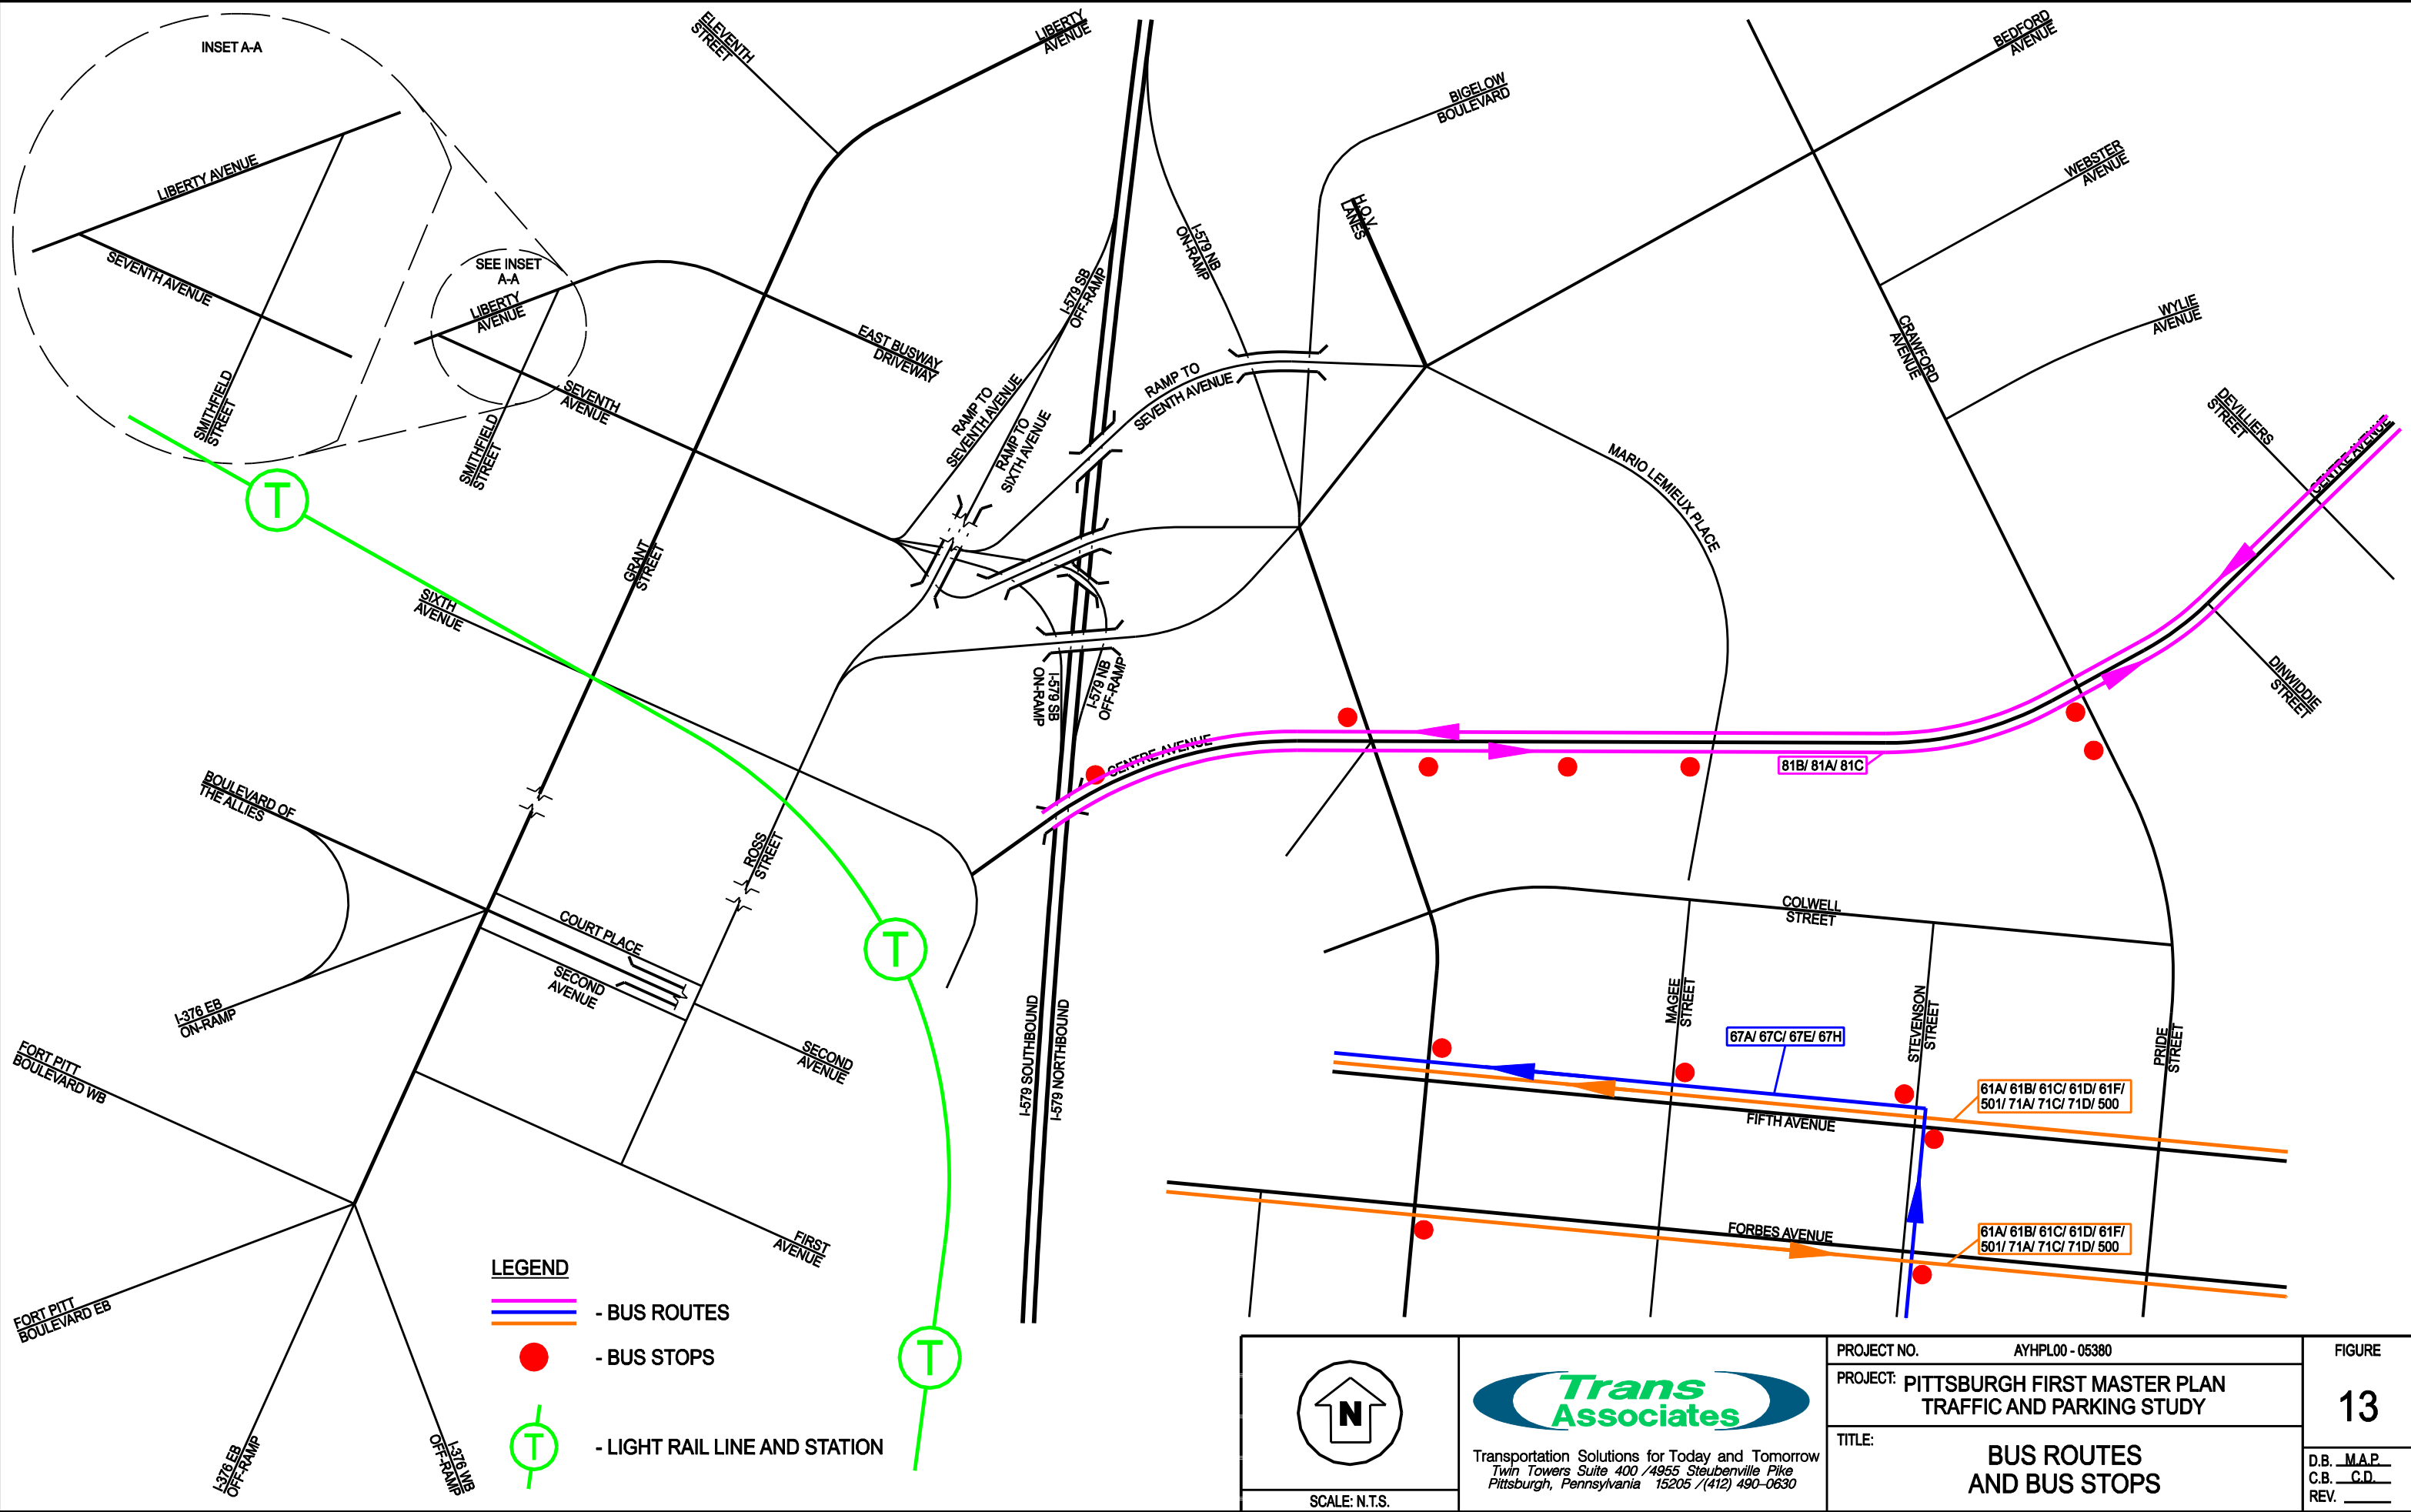 INSET A-A
LIBERTY AVENUE
SEVENTH AVENUE
SMITHFIELD
STREET
SEE INSET
A-A
LIBERTY
AVENUE
SEVENTH
AVENUE
SMITHFIELD
STREET
ELEVENTH
STREET
LIBERTY
AVENUE
EAST BUSWAY
DRIVEWAY
I-579 SB
OFF-RAMP
RAMP TO
SEVENTH AVENUE
RAMP TO
SIXTH AVENUE
I-579 NB
ON-RAMP
RAMP TO
SEVENTH AVENUE
BIGELOW
BOULEVARD
H.O.V.
LANES
BEDFORD
AVENUE
WEBSTER
AVENUE
WYLIE
AVENUE
CRAWFORD
AVENUE
DEVILLIERS
STREET
CENTRE AVENUE
DINWIDDIE
STREET
MARIO LEMIEUX PLACE
GRANT
STREET
SIXTH
AVENUE
I-579 SB
ON-RAMP
I-579 NB
OFF-RAMP
CENTRE AVENUE
81B/ 81A/ 81C
BOULEVARD OF
THE ALLIES
ROSS
STREET
COURT PLACE
SECOND
AVENUE
I-376 EB
ON-RAMP
SECOND
AVENUE
FORT PITT
BOULEVARD WB
FIRST
AVENUE
FORT PITT
BOULEVARD EB
I-376 EB
OFF-RAMP
I-376 WB
OFF-RAMP
I-579 SOUTHBOUND
I-579 NORTHBOUND
COLWELL
STREET
MAGEE
STREET
STEVENSON
STREET
PRIDE
STREET
67A/ 67C/ 67E/ 67H
61A/ 61B/ 61C/ 61D/ 61F/
501/ 71A/ 71C/ 71D/ 500
FIFTH AVENUE
FORBES AVENUE
61A/ 61B/ 61C/ 61D/ 61F/
501/ 71A/ 71C/ 71D/ 500
T
T
T
LEGEND
- BUS ROUTES
- BUS STOPS
T
- LIGHT RAIL LINE AND STATION
N
SCALE: N.T.S.
Trans
Associates
Transportation Solutions for Today and Tomorrow
Twin Towers Suite 400 /4955 Steubenville Pike
Pittsburgh, Pennsylvania 15205 /(412) 490-0630
PROJECT NO. AYHPL00 - 05380
PROJECT: PITTSBURGH FIRST MASTER PLAN
TRAFFIC AND PARKING STUDY
TITLE:
BUS ROUTES
AND BUS STOPS
FIGURE
13
D.B. M.A.P.
C.B. C.D.
REV.